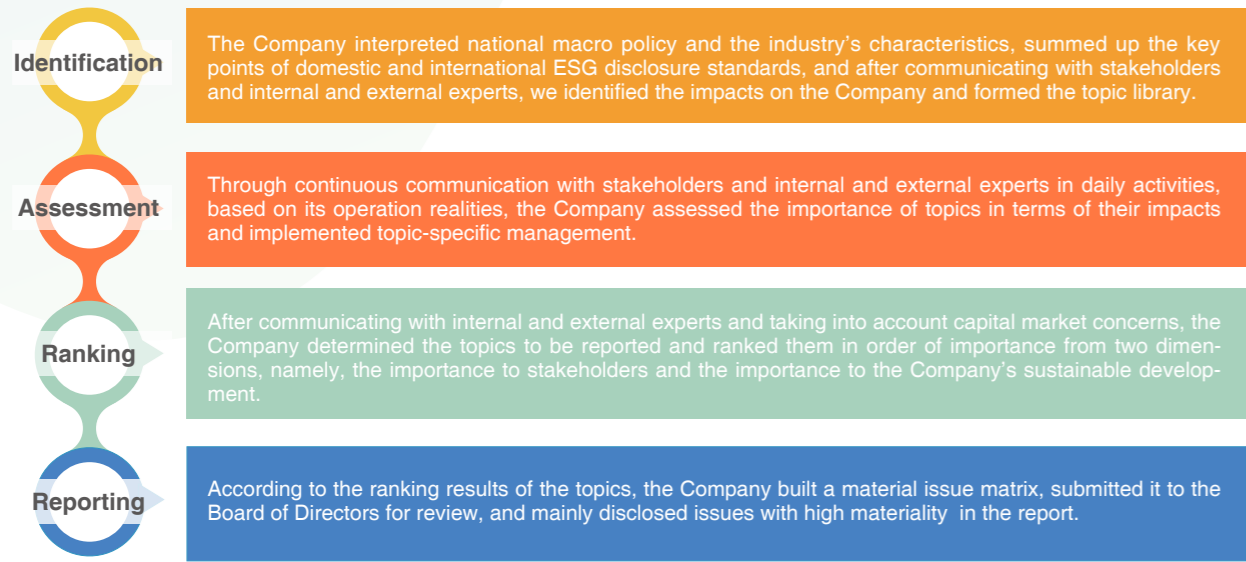 Identification
The Company interpreted national macro policy and the industry's characteristics, summed up the key
points of domestic and international ESG disclosure standards, and after communicating with stakeholders
and internal and external experts, we identified the impacts on the Company and formed the topic library.
Assessment
Through continuous communication with stakeholders and internal and external experts in daily activities,
based on its operation realities, the Company assessed the importance of topics in terms of their impacts
and implemented topic-specific management.
Ranking
After communicating with internal and external experts and taking into account capital market concerns, the
Company determined the topics to be reported and ranked them in order of importance from two dimen-
sions, namely, the importance to stakeholders and the importance to the Company's sustainable develop-
ment.
Reporting
According to the ranking results of the topics, the Company built a material issue matrix, submitted it to the
Board of Directors for review, and mainly disclosed issues with high materiality in the report.